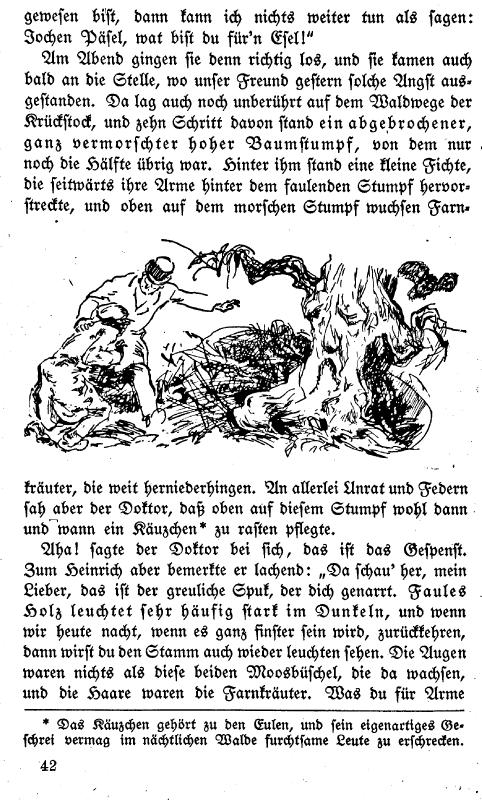 gewesen bist, dann kann ich nichts weiter tun als sagen:
Jochen Päsel, wat bist du för'n Esel!“
Am Abend gingen sie denn richtig los, und sie kamen auch
bald an die Stelle, wo unser Freund gestern solche Angst aus-
gestanden. Da lag auch noch unberührt auf dem Waldwege der
Krückstock, und zehn Schritt davon stand ein abgebrochener,
ganz vermorschter hoher Baumstumpf, von dem nur
noch die Hälfte übrig war. Hinter ihm stand eine kleine Fichte,
die seitwärts ihre Arme hinter dem faulenden Stumpf hervor-
streckte, und oben auf dem morschen Stumpf wuchsen Farn-
kräuter, die weit herniederhingen. An allerlei Unrat und Federn
sah aber der Doktor, daß oben auf diesem Stumpf wohl dann
und wann ein Käuzchen* zu rasten pflegte.
Aha! sagte der Doktor bei sich, das ist das Gespenst.
Zum Heinrich aber bemerkte er lachend: „Da schau' her, mein
Lieber, das ist der greuliche Spuk, der dich genarrt. Faules
Holz leuchtet sehr häufig stark im Dunkeln, und wenn
wir heute nacht, wenn es ganz finster sein wird, zurückkehren,
dann wirst du den Stamm auch wieder leuchten sehen. Die Augen
waren nichts als diese beiden Moosbüschel, die da wachsen,
und die Haare waren die Farnkräuter. Was du für Arme
* Das Käuzchen gehört zu den Eulen, und sein eigenartiges Ge-
schrei vermag im nächtlichen Walde furchtsame Leute zu erschrecken.
42